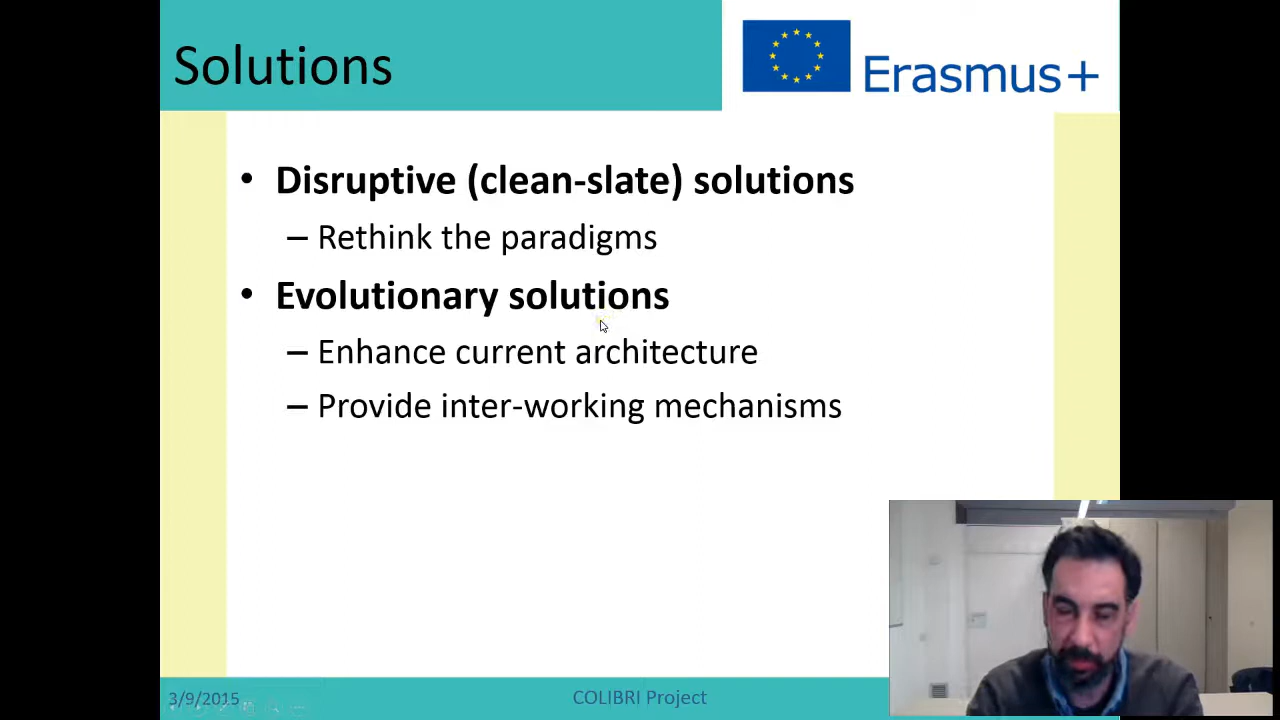 Solutions
Erasmus+
• Disruptive (clean-slate) solutions
– Rethink the paradigms
• Evolutionary solutions
– Enhance current architecture
– Provide inter-working mechanisms
3/9/2015
COLIBRI Project